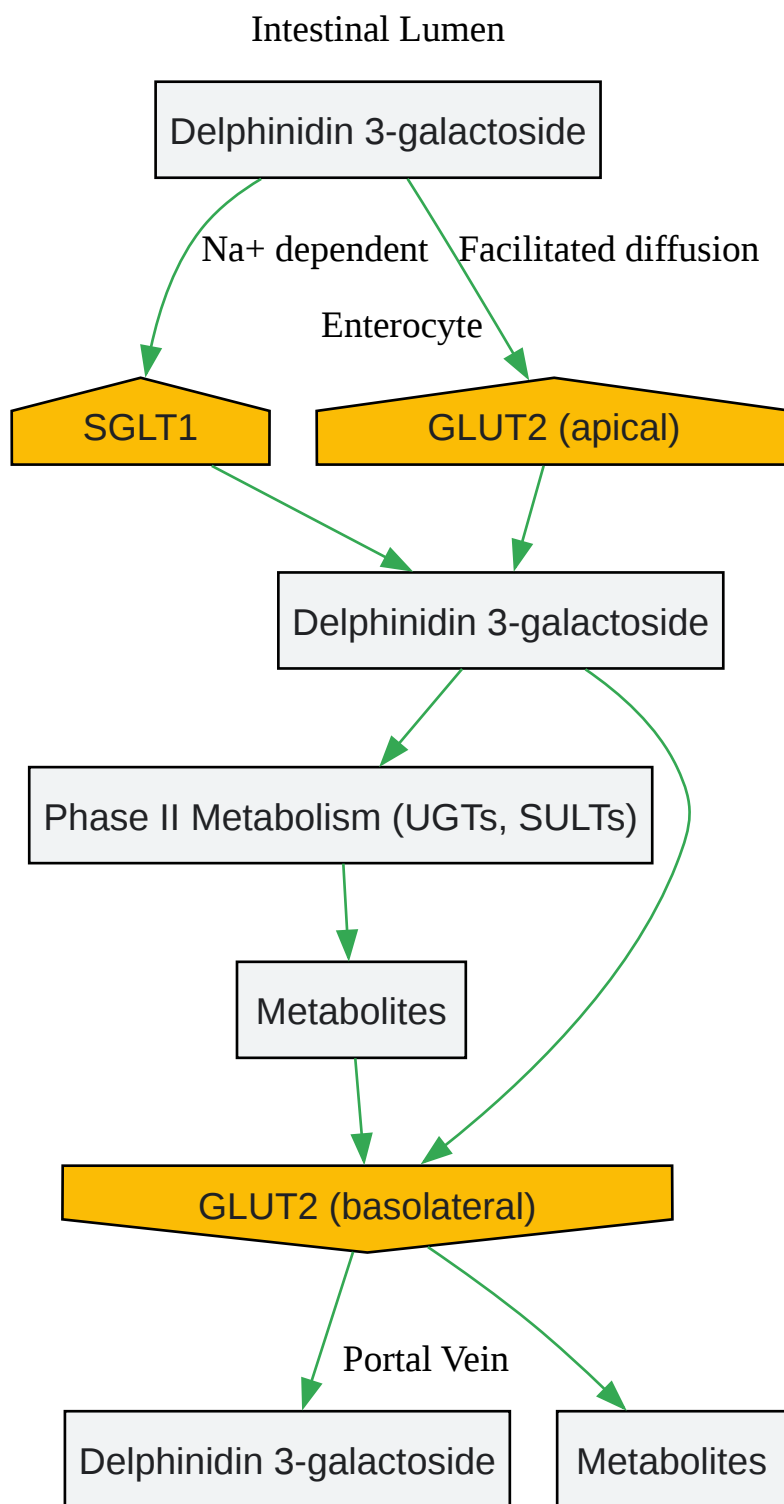 Intestinal Lumen
Delphinidin 3-galactoside
Na+ dependent
Facilitated diffusion
Enterocyte
SGLT1
GLUT2 (apical)
Delphinidin 3-galactoside
Phase II Metabolism (UGTs, SULTs)
Metabolites
GLUT2 (basolateral)
Portal Vein
Delphinidin 3-galactoside
Metabolites